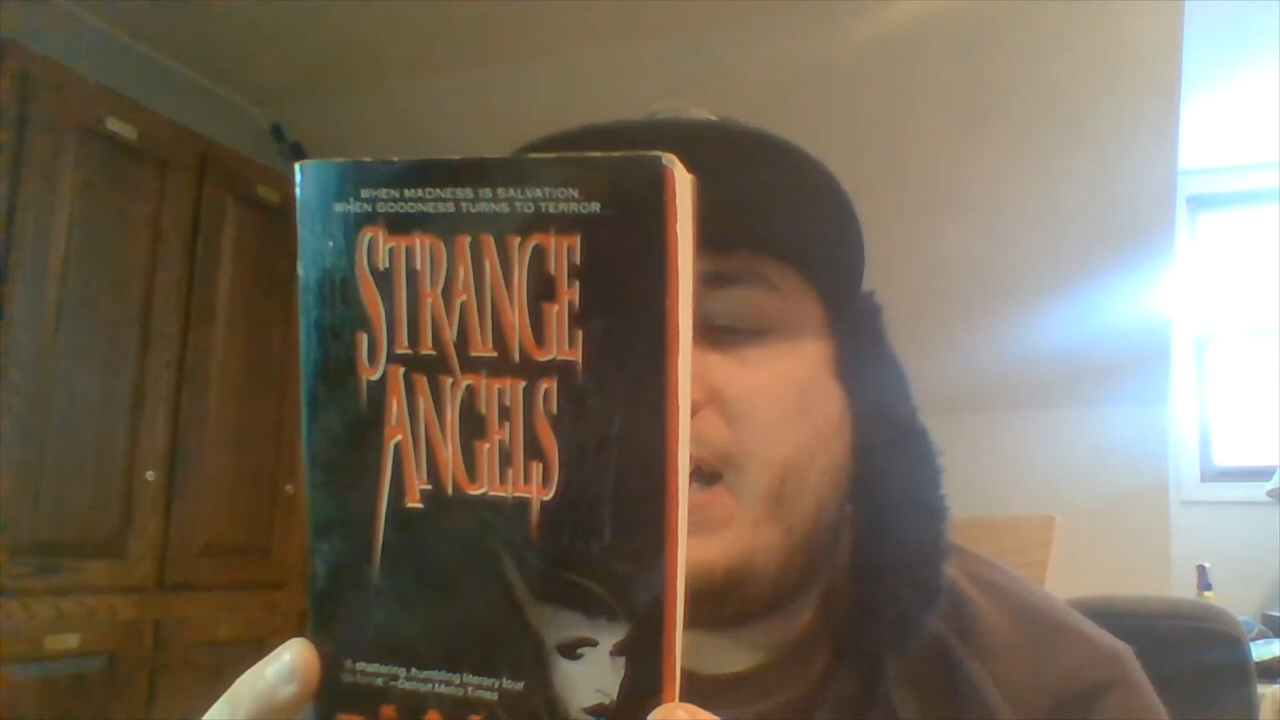 WHEN MADNESS IS SALVATION,
WHEN GOODNESS TURNS TO TERROR...
STRANGE
ANGELS
"A shattering, humbling literary tour
de force." —Detroit Metro Times